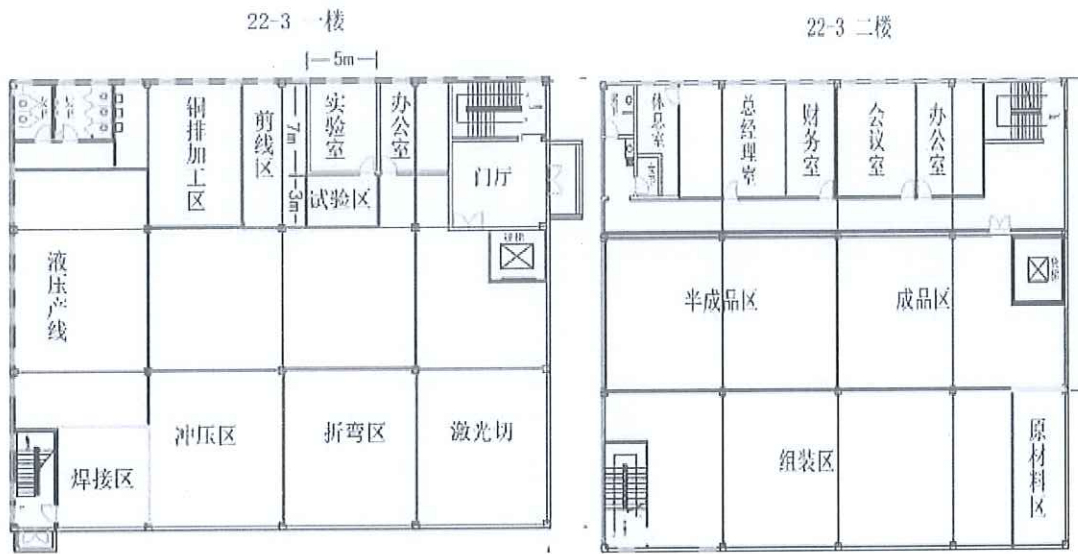 22-3 一楼
22-3 二楼
5m
铜排加工区
剪线区
7m
实验室
办公室
3m
试验区
门厅
液压产线
冲压区
折弯区
激光切
焊接区
休息室
总经理室
财务室
会议室
办公室
半成品区
成品区
组装区
原材料区